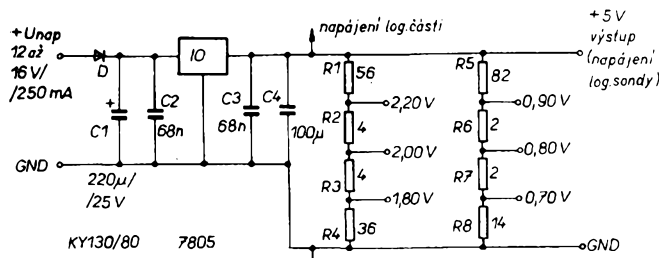 +Unap
12 až
16 V/
/250 mA
D
IO
napájení log.části
+5V
výstup
(napájení
log.sondy)
+
C1
C2
68n
C3
68n
C4
100µ
R1
56
2,20 V
R2
4
2,00 V
R3
4
1,80 V
R4
36
R5
82
0,90 V
R6
2
0,80 V
R7
2
0,70 V
R8
14
GND
220µ/
/25 V
GND
KY130/80 7805